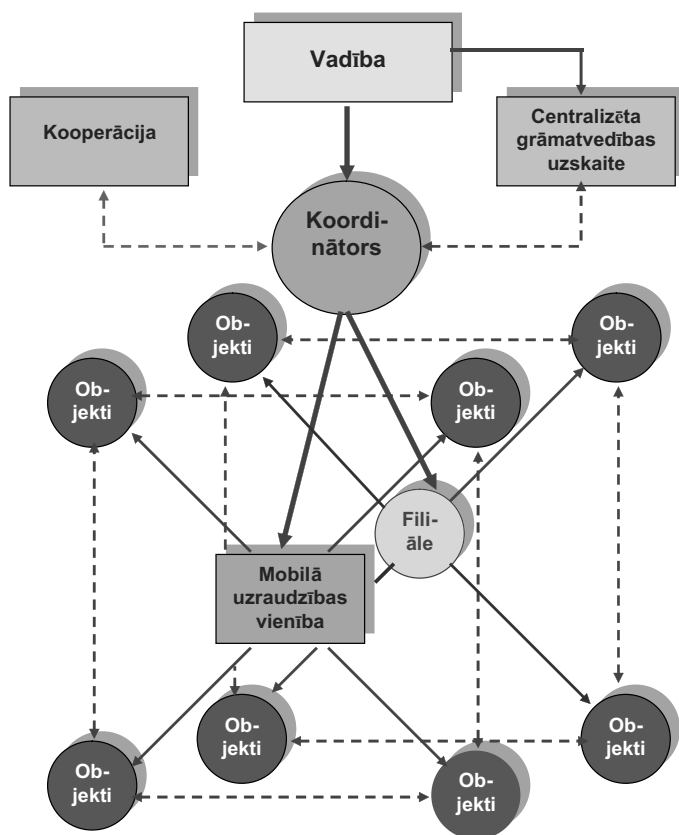 Vadība
Kooperācija
Centralizēta
grāmatvedības
uzskaite
Koordi-
nātors
Ob-
jekti
Ob-
jekti
Ob-
jekti
Ob-
jekti
Fili-
āle
Mobilā
uzraudzības
vienība
Ob-
jekti
Ob-
jekti
Ob-
jekti
Ob-
jekti